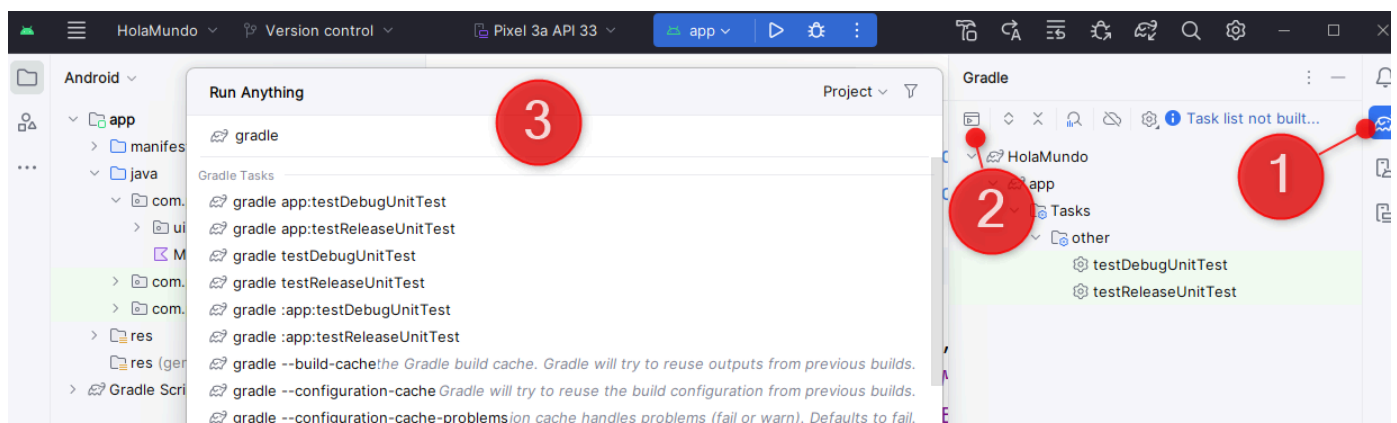 HolaMundo Version control Pixel 3a API 33 app
Android
app
manifes
java
com.
ui
M
com.
com.
res
res (ger
Gradle Scri
Run Anything Project
3
gradle
Gradle Tasks
gradle app:testDebugUnitTest
gradle app:testReleaseUnitTest
gradle testDebugUnitTest
gradle testReleaseUnitTest
gradle :app:testDebugUnitTest
gradle :app:testReleaseUnitTest
gradle --build-cache the Gradle build cache. Gradle will try to reuse outputs from previous builds.
gradle --configuration-cache Gradle will try to reuse the build configuration from previous builds.
gradle --configuration-cache-problems ion cache handles problems (fail or warn). Defaults to fail.
Gradle
Task list not built...
1
HolaMundo
app
2
Tasks
other
testDebugUnitTest
testReleaseUnitTest